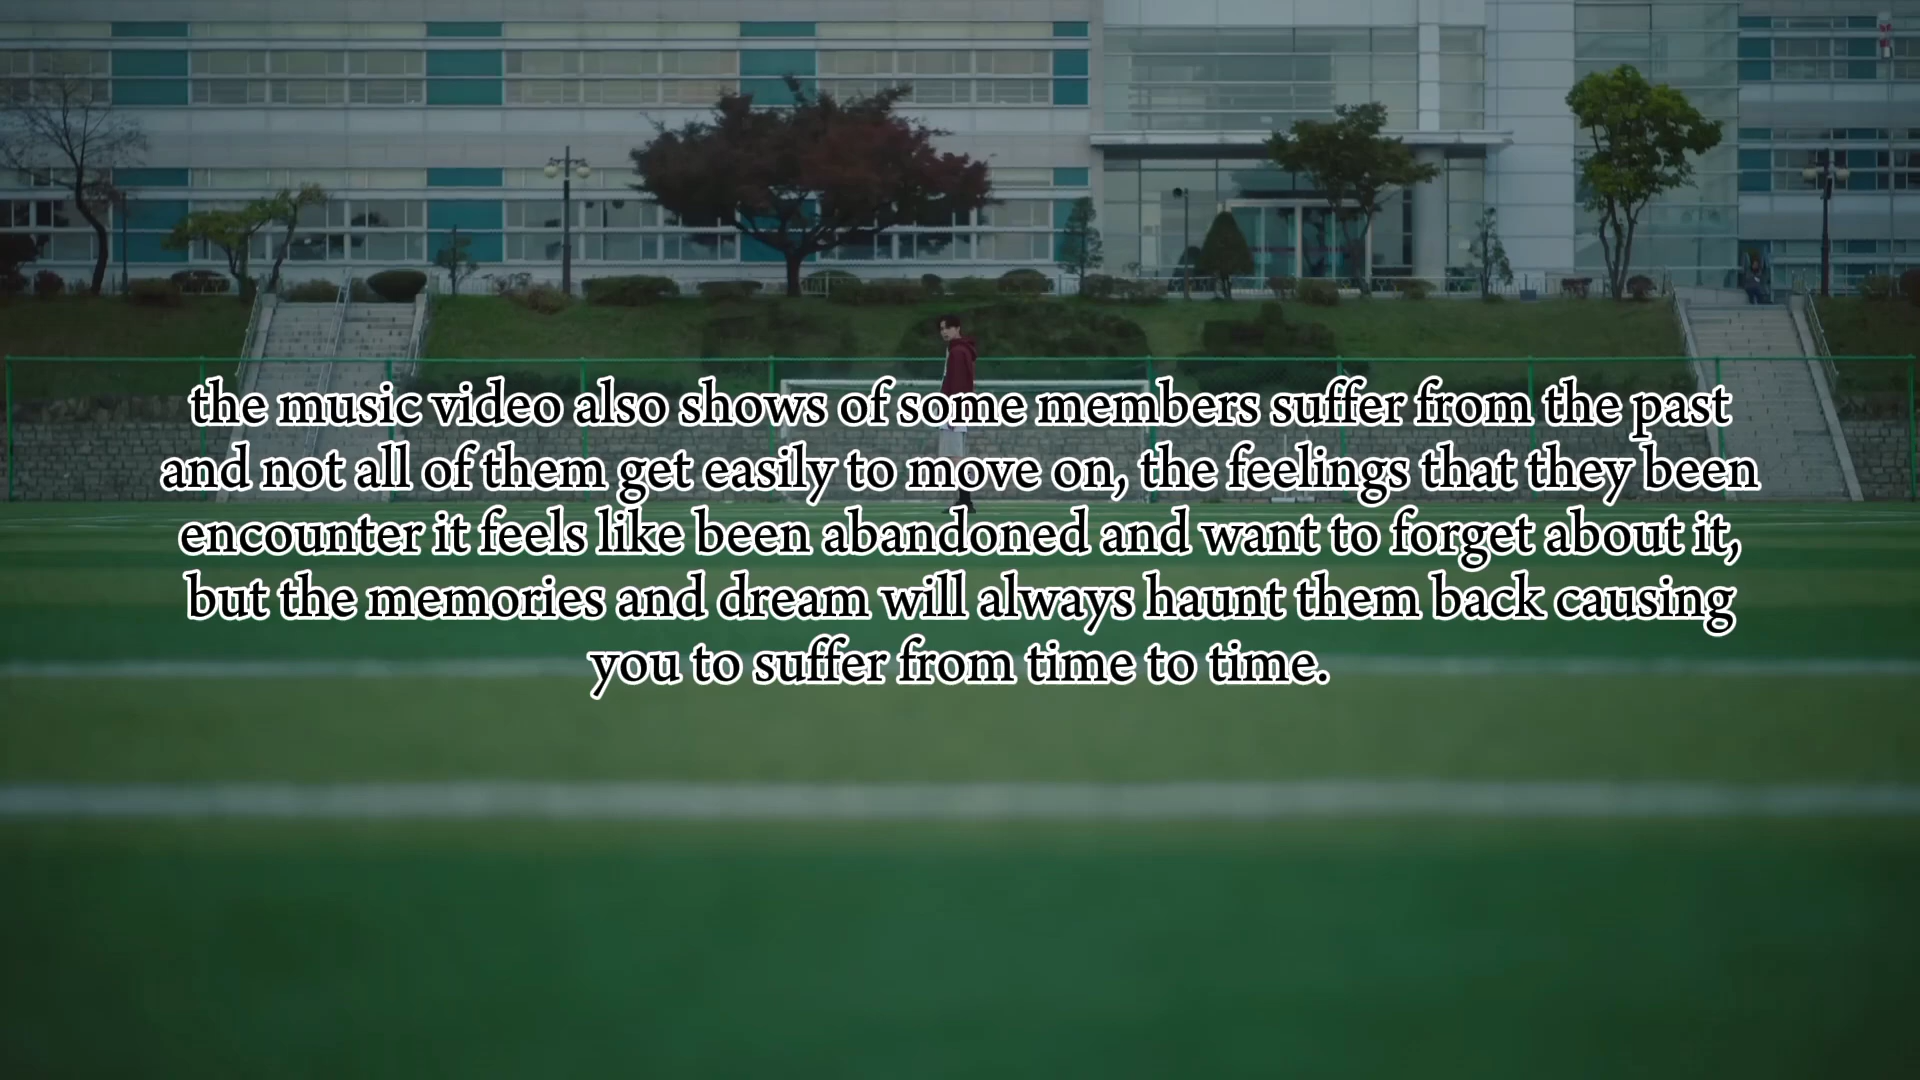 the music video also shows of some members suffer from the past
and not all of them get easily to move on, the feelings that they been
encounter it feels like been abandoned and want to forget about it,
but the memories and dream will always haunt them back causing
you to suffer from time to time.